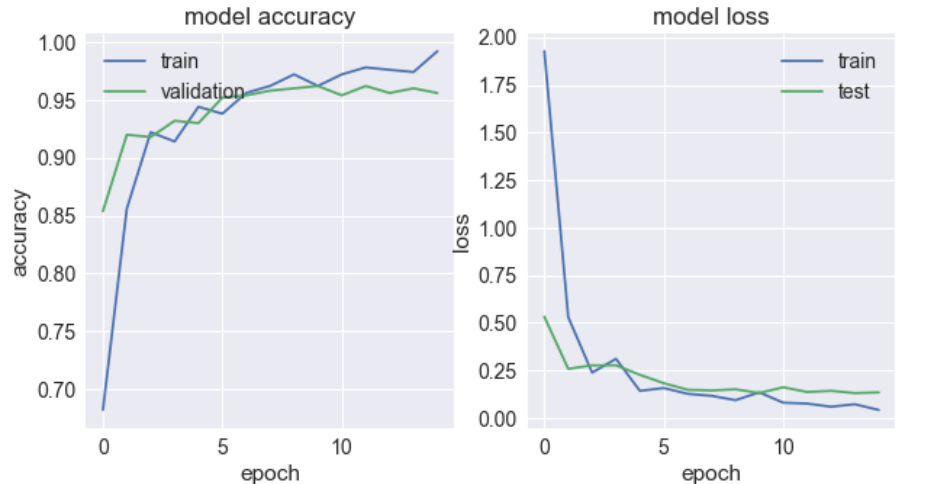 model accuracy
train
validation
1.00
0.95
0.90
0.85
0.80
0.75
0.70
accuracy
0
5
10
epoch
model loss
train
test
2.00
1.75
1.50
1.25
1.00
0.75
0.50
0.25
0.00
loss
0
5
10
epoch